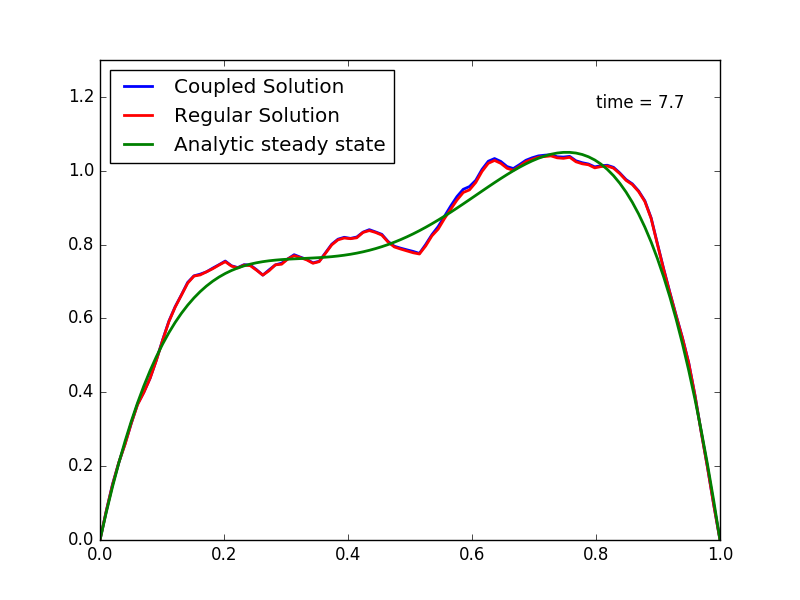 Coupled Solution
Regular Solution
Analytic steady state
time = 7.7
1.2
1.0
0.8
0.6
0.4
0.2
0.0
0.0 0.2 0.4 0.6 0.8 1.0